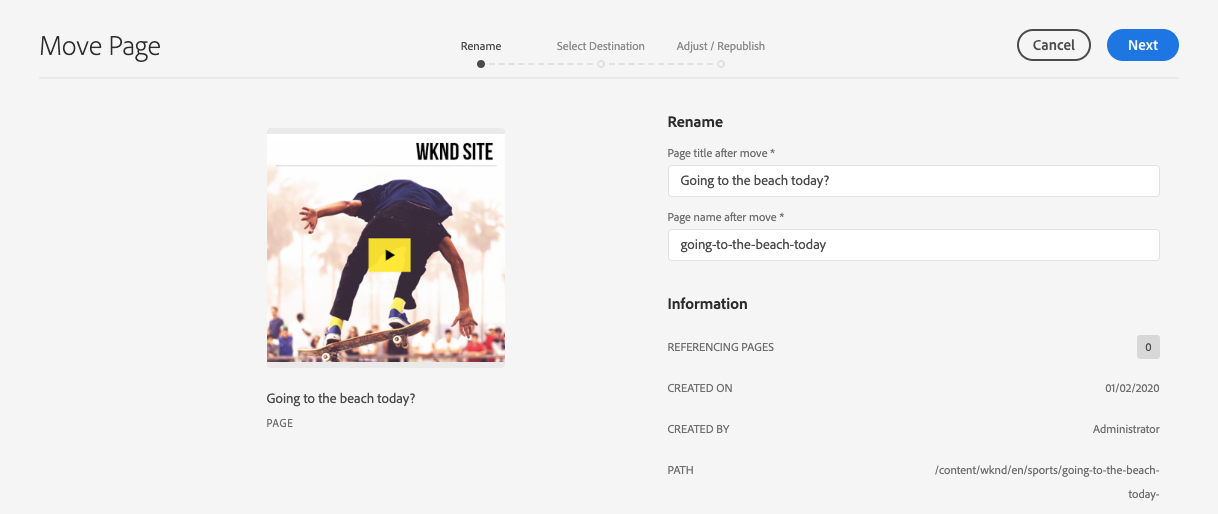 Move Page
Rename
Select Destination
Adjust / Republish
Cancel
Next
WKND SITE
Going to the beach today?
PAGE
Rename
Page title after move *
Going to the beach today?
Page name after move *
going-to-the-beach-today
Information
REFERENCING PAGES
0
CREATED ON
01/02/2020
CREATED BY
Administrator
PATH
/content/wknd/en/sports/going-to-the-beach-
today-